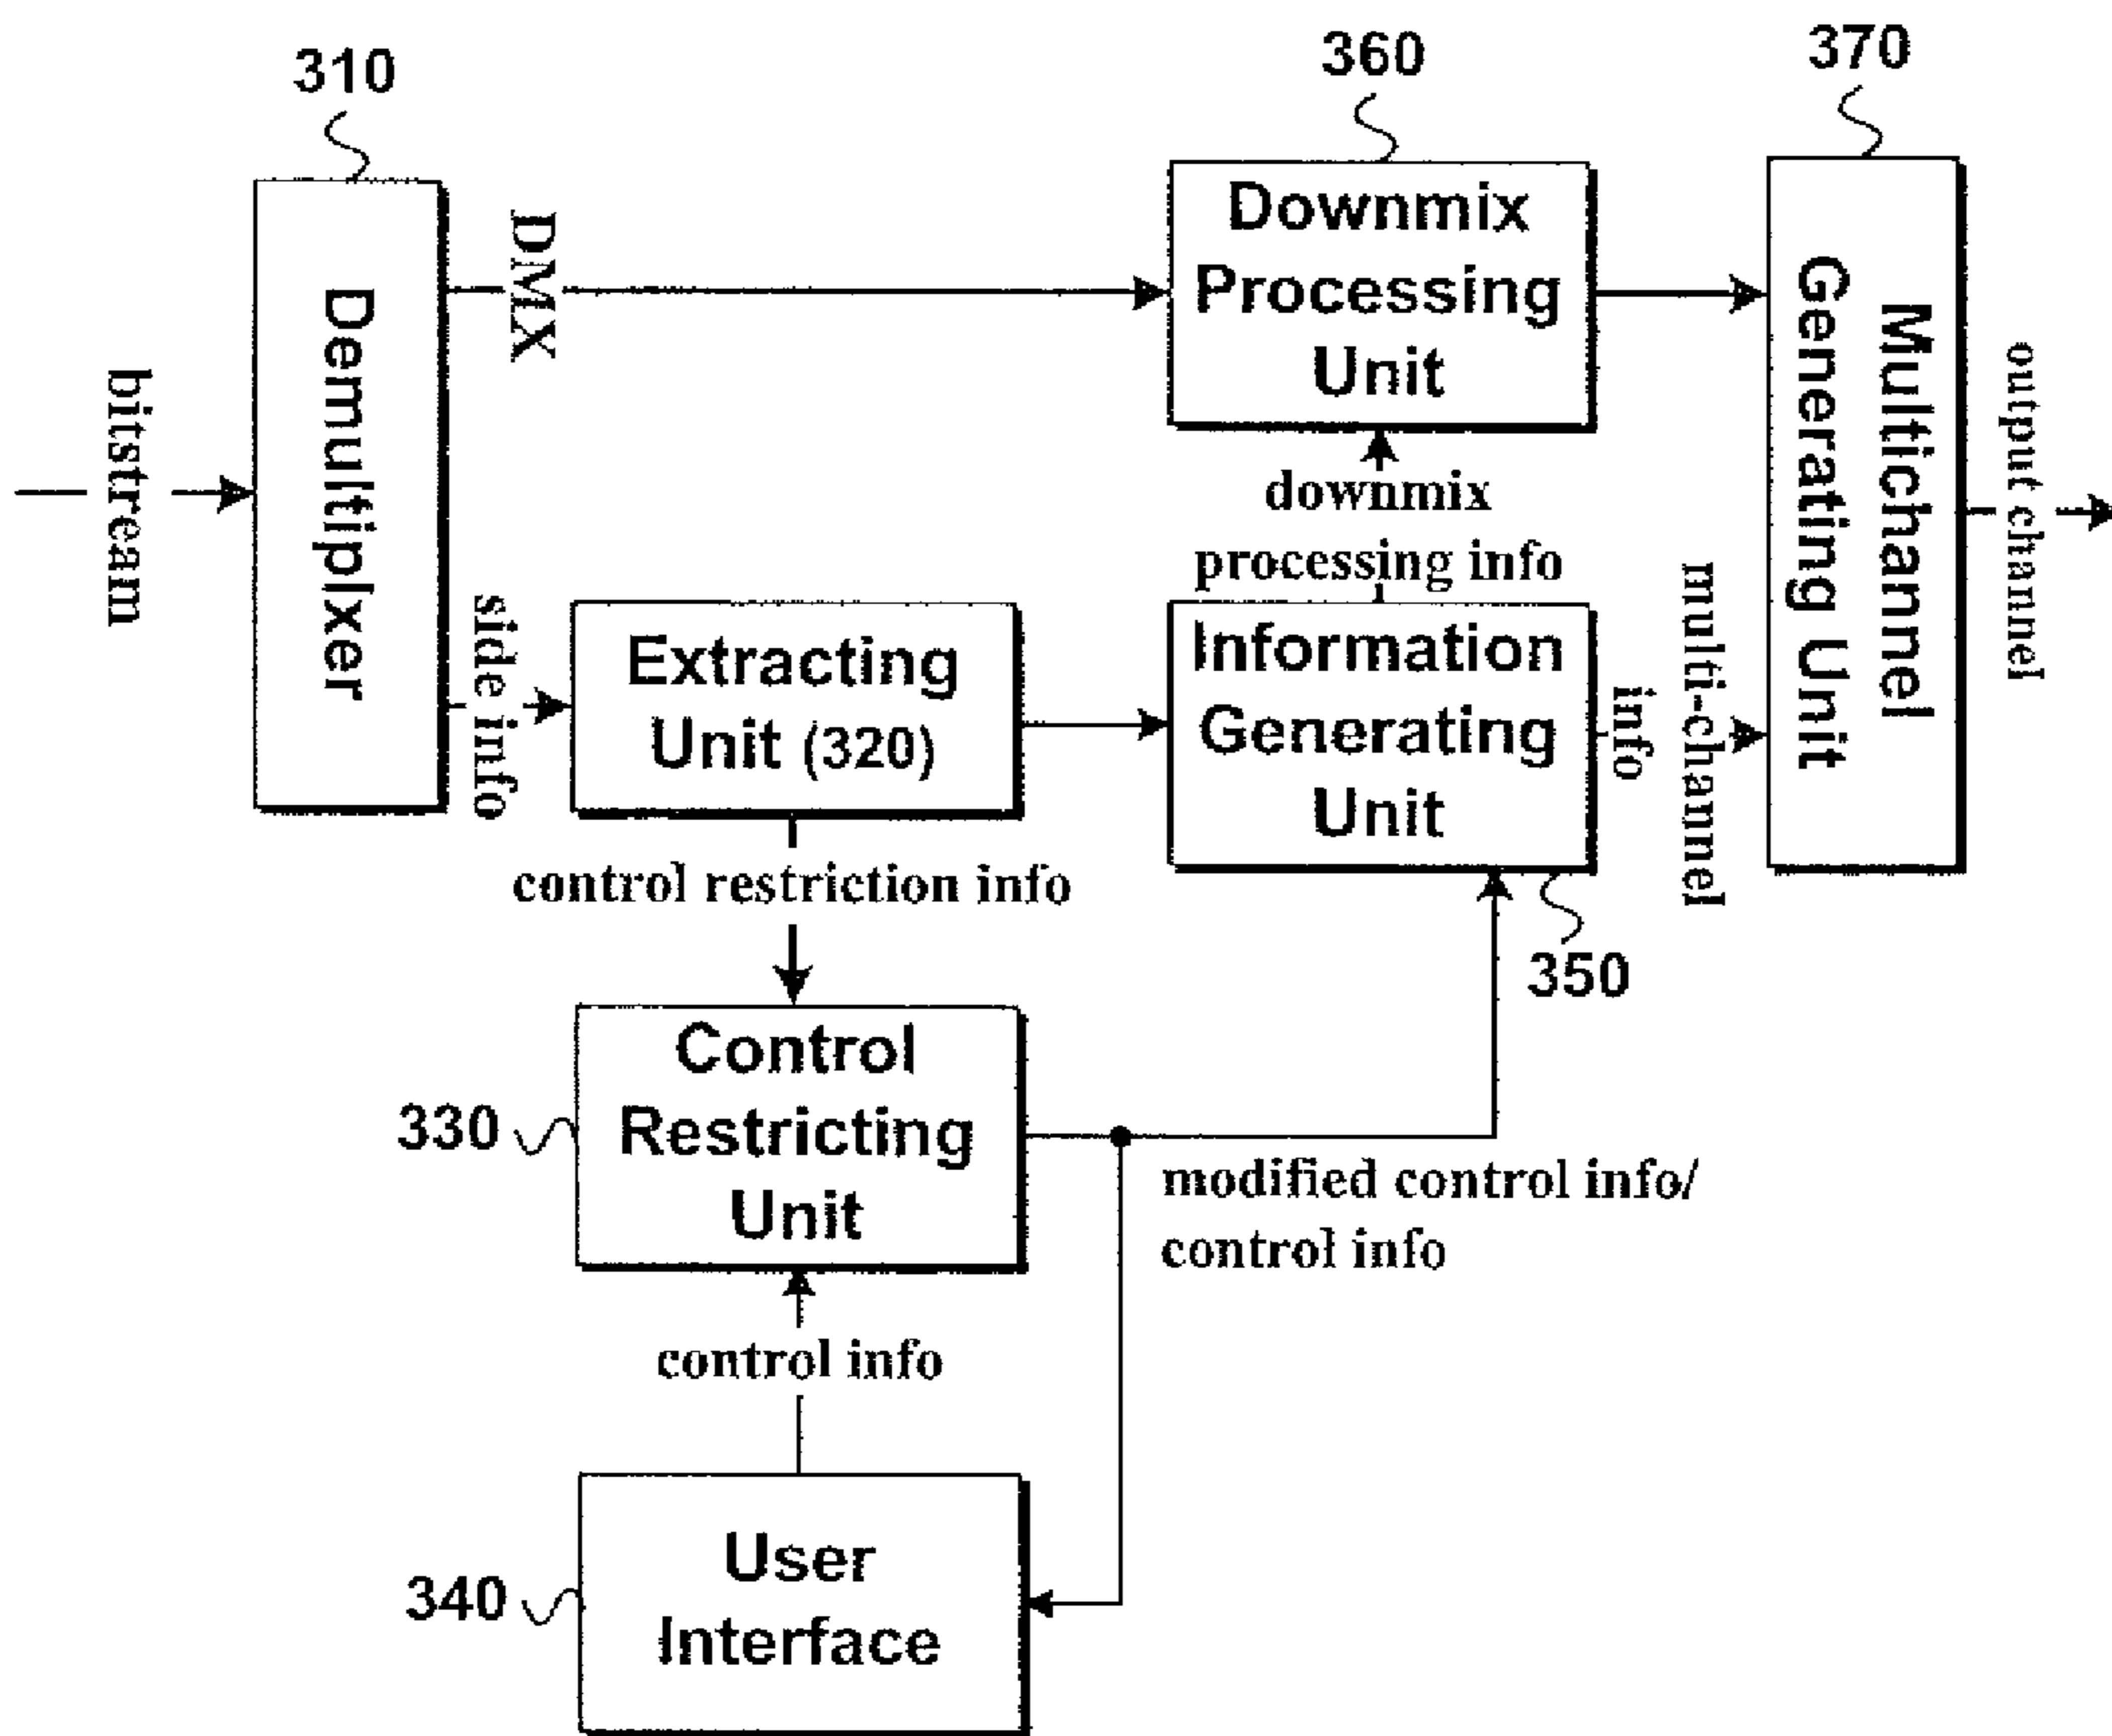 310
360
370
Demultiplxer
bitstream
DMX
side info
Downmix
Processing
Unit
downmix
processing info
Multichannel
Generating Unit
output channel
Extracting
Unit (320)
Information
Generating
Unit
multi-channel
info
control restriction info
350
Control
Restricting
Unit
330
modified control info/
control info
control info
User
Interface
340